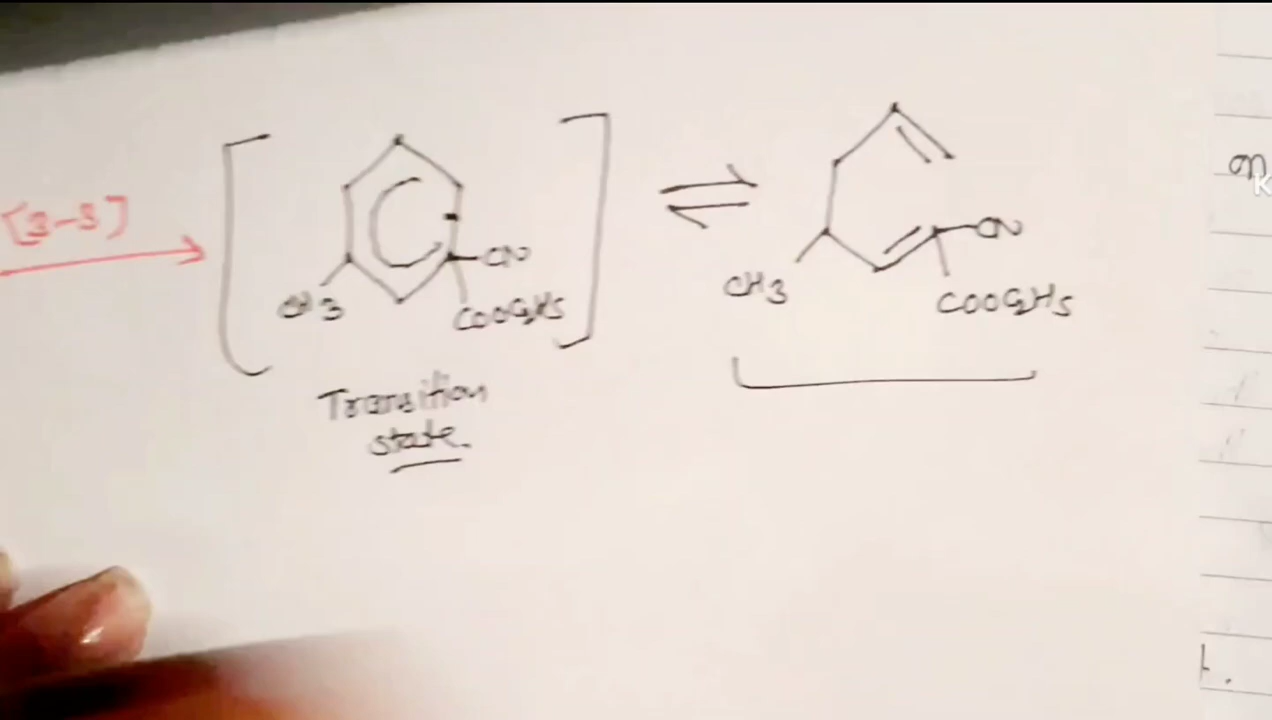 [3-3]
CN
CH3
COOC2H5
Transition
state.
CN
CH3
COOC2H5